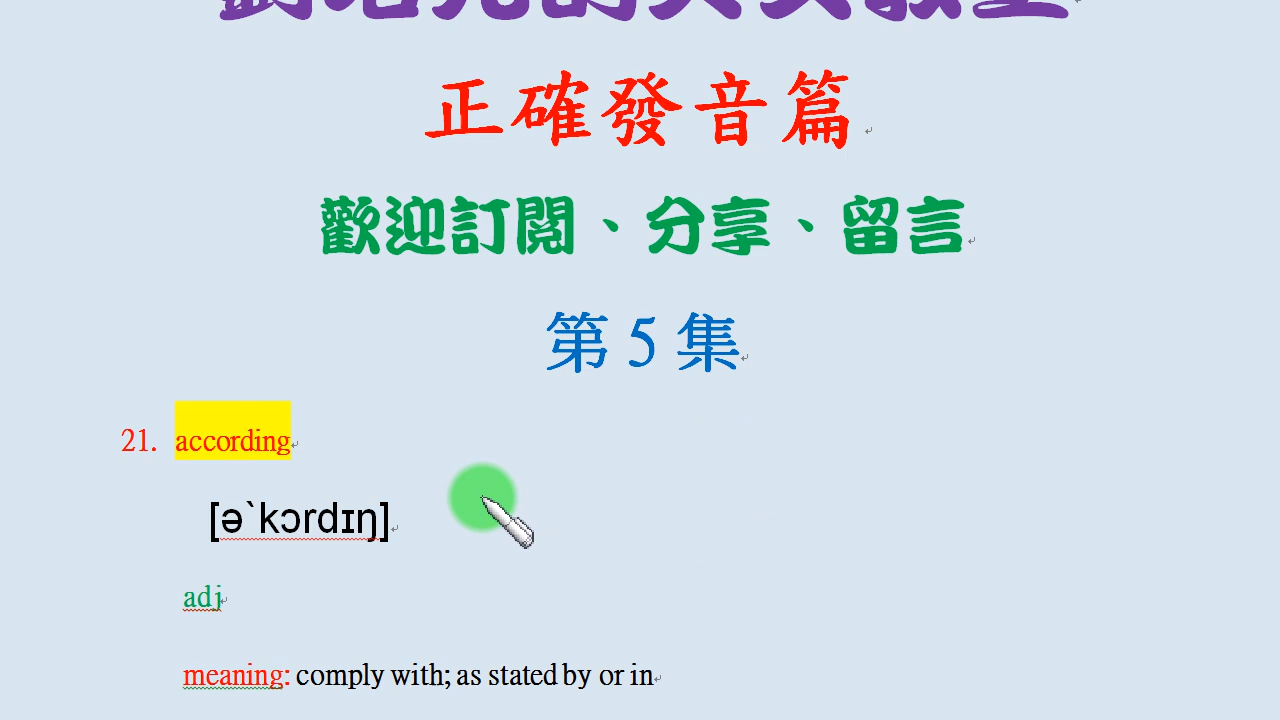 正確發音篇
歡迎訂閱、分享、留言
第 5 集
21. according
[əˋkɔrdɪŋ]
adj
meaning: comply with; as stated by or in